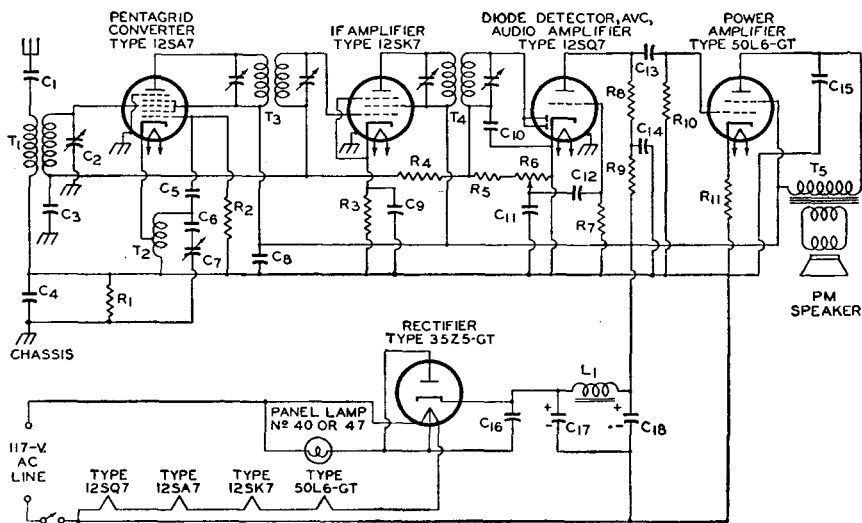 PENTAGRID
CONVERTER
TYPE 12SA7
IF AMPLIFIER
TYPE 12SK7
DIODE DETECTOR, AVC,
AUDIO AMPLIFIER
TYPE 12SQ7
POWER
AMPLIFIER
TYPE 50L6-GT
C1
T1
C2
C3
C4
R1
C5
T2
C6
C7
R2
T3
C8
R3
C9
R4
T4
C10
R5
R6
C11
C12
R7
R8
C13
C14
R9
R10
R11
C15
T5
PM
SPEAKER
CHASSIS
RECTIFIER
TYPE 35Z5-GT
PANEL LAMP
Nº 40 OR 47
C16
L1
+
-
C17
+
-
C18
117-V.
AC
LINE
TYPE
12SQ7
TYPE
12SA7
TYPE
12SK7
TYPE
50L6-GT